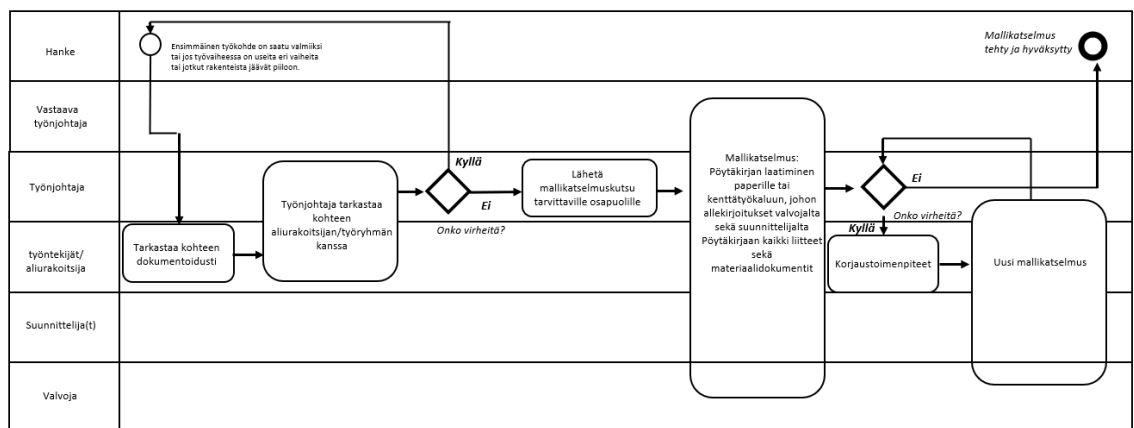 Hanke
Ensimmäinen työkohde on saatu valmiiksi
tai jos työvaiheessa on useita eri vaiheita
tai jotkut rakenteista jäävät piiloon.
Mallikatselmus
tehty ja hyväksytty
Vastaava
työnjohtaja
Työnjohtaja
Työnjohtaja tarkastaa
kohteen
aliurakoitsijan/työryhmän
kanssa
Kyllä
Ei
Onko virheitä?
Lähetä
mallikatselmuskutsu
tarvittaville osapuolille
Mallikatselmus:
Pöytäkirjan laatiminen
paperille tai
kenttätyökaluun, johon
allekirjoitukset valvojalta
sekä suunnittelijalta
Pöytäkirjaan kaikki liitteet
sekä
materiaalidokumentit
Ei
Onko virheitä?
Kyllä
työntekijät/
aliurakoitsija
Tarkastaa kohteen
dokumentoidusti
Korjaustoimenpiteet
Uusi mallikatselmus
Suunnittelija(t)
Valvoja